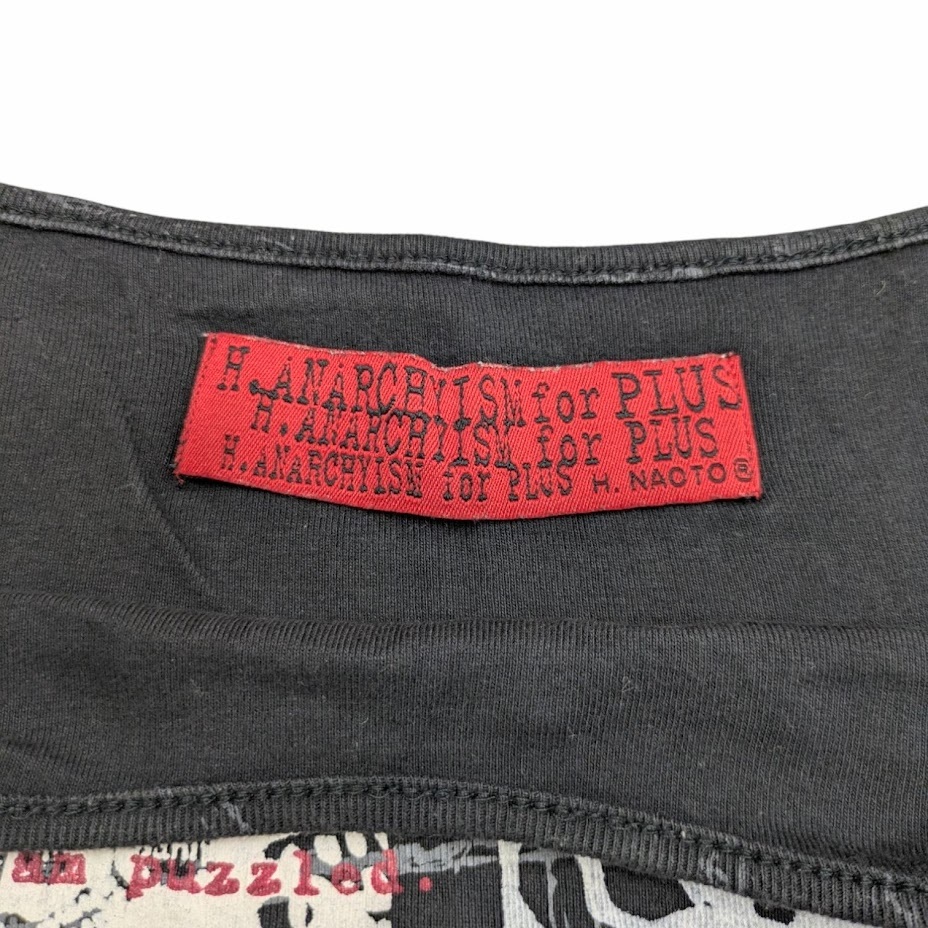 H.ANARCHYISM for PLUS
H.ANARCHYISM for PLUS
H.ANARCHYISM for PLUS H. NAOTO ®
am puzzled.